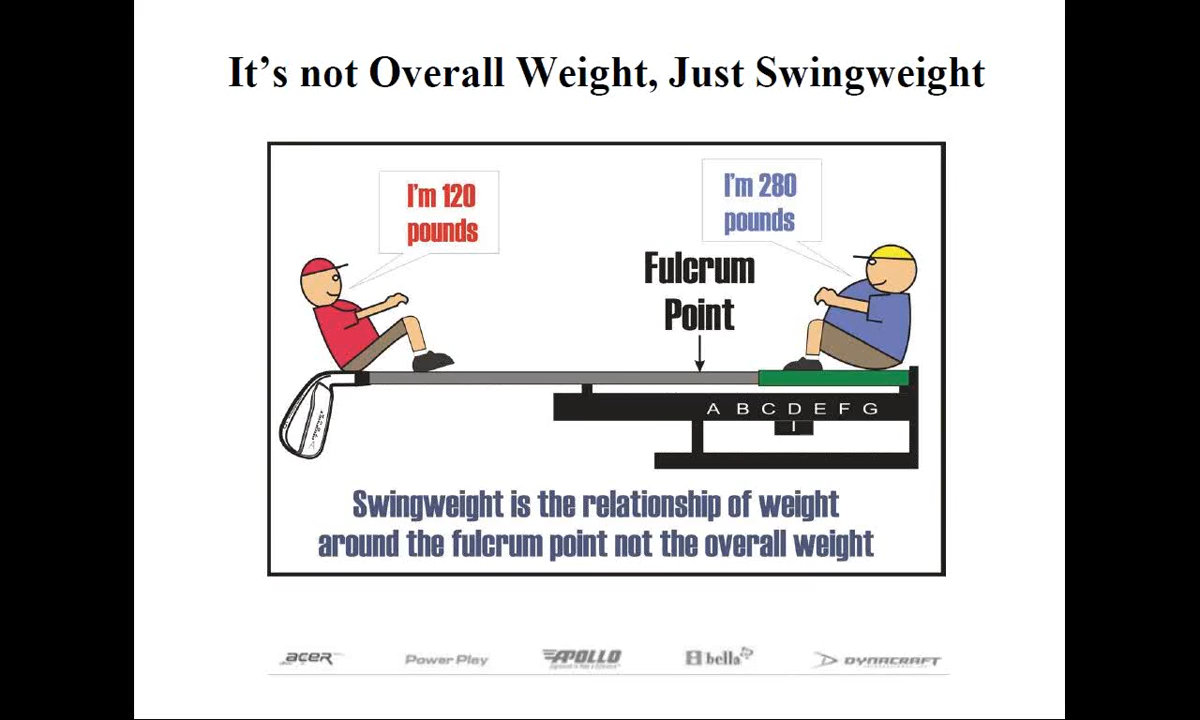 It's not Overall Weight, Just Swingweight
I'm 120
pounds
I'm 280
pounds
Fulcrum
Point
A B C D E F G
Swingweight is the relationship of weight
around the fulcrum point not the overall weight
acer Power Play APOLLO bella DYNACRAFT